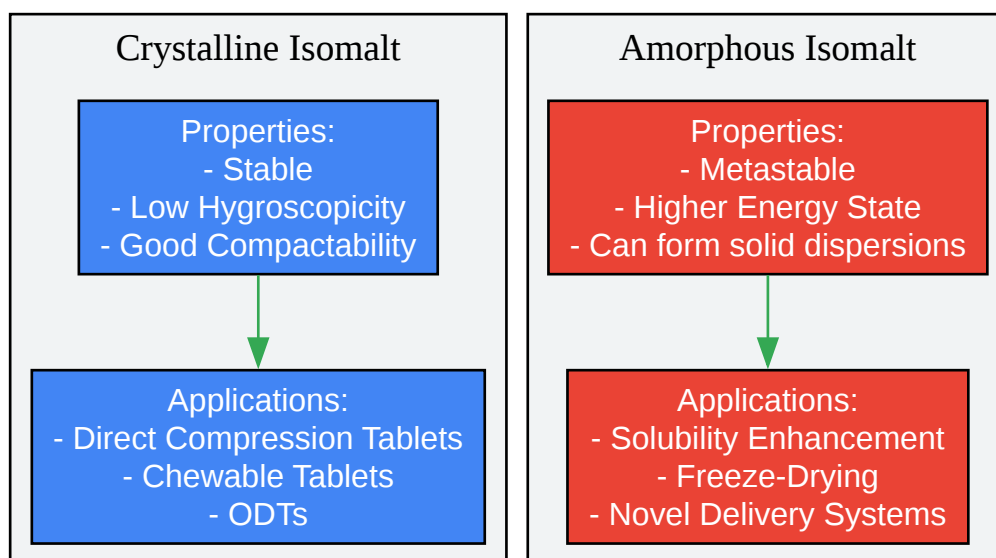 Crystalline Isomalt
Properties:
- Stable
- Low Hygroscopicity
- Good Compactability
Applications:
- Direct Compression Tablets
- Chewable Tablets
- ODTs
Amorphous Isomalt
Properties:
- Metastable
- Higher Energy State
- Can form solid dispersions
Applications:
- Solubility Enhancement
- Freeze-Drying
- Novel Delivery Systems